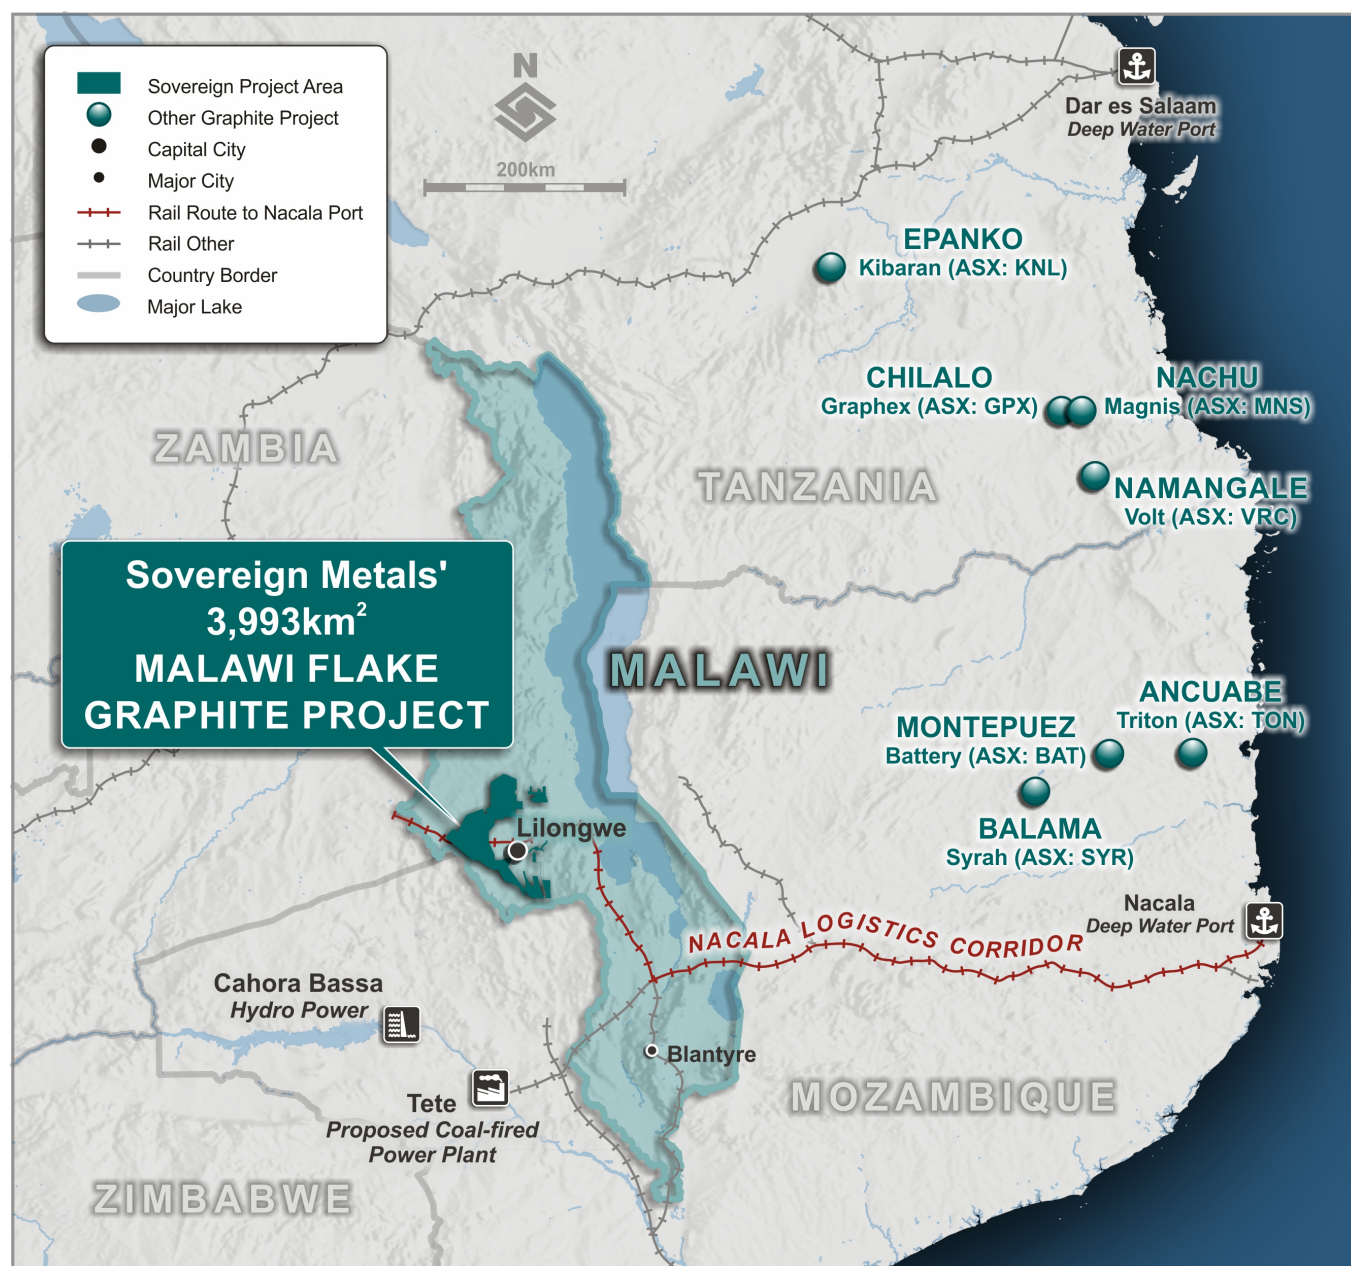 Sovereign Project Area
Other Graphite Project
Capital City
Major City
Rail Route to Nacala Port
Rail Other
Country Border
Major Lake
N
200km
Dar es Salaam
Deep Water Port
EPANKO
Kibaran (ASX: KNL)
CHILALO
Graphex (ASX: GPX)
NACHU
Magnis (ASX: MNS)
ZAMBIA
TANZANIA
NAMANGALE
Volt (ASX: VRC)
Sovereign Metals'
3,993km²
MALAWI FLAKE
GRAPHITE PROJECT
MALAWI
ANCUABE
Triton (ASX: TON)
MONTEPUEZ
Battery (ASX: BAT)
BALAMA
Syrah (ASX: SYR)
Lilongwe
Nacala
Deep Water Port
NACALA LOGISTICS CORRIDOR
Cahora Bassa
Hydro Power
Blantyre
Tete
Proposed Coal-fired
Power Plant
MOZAMBIQUE
ZIMBABWE